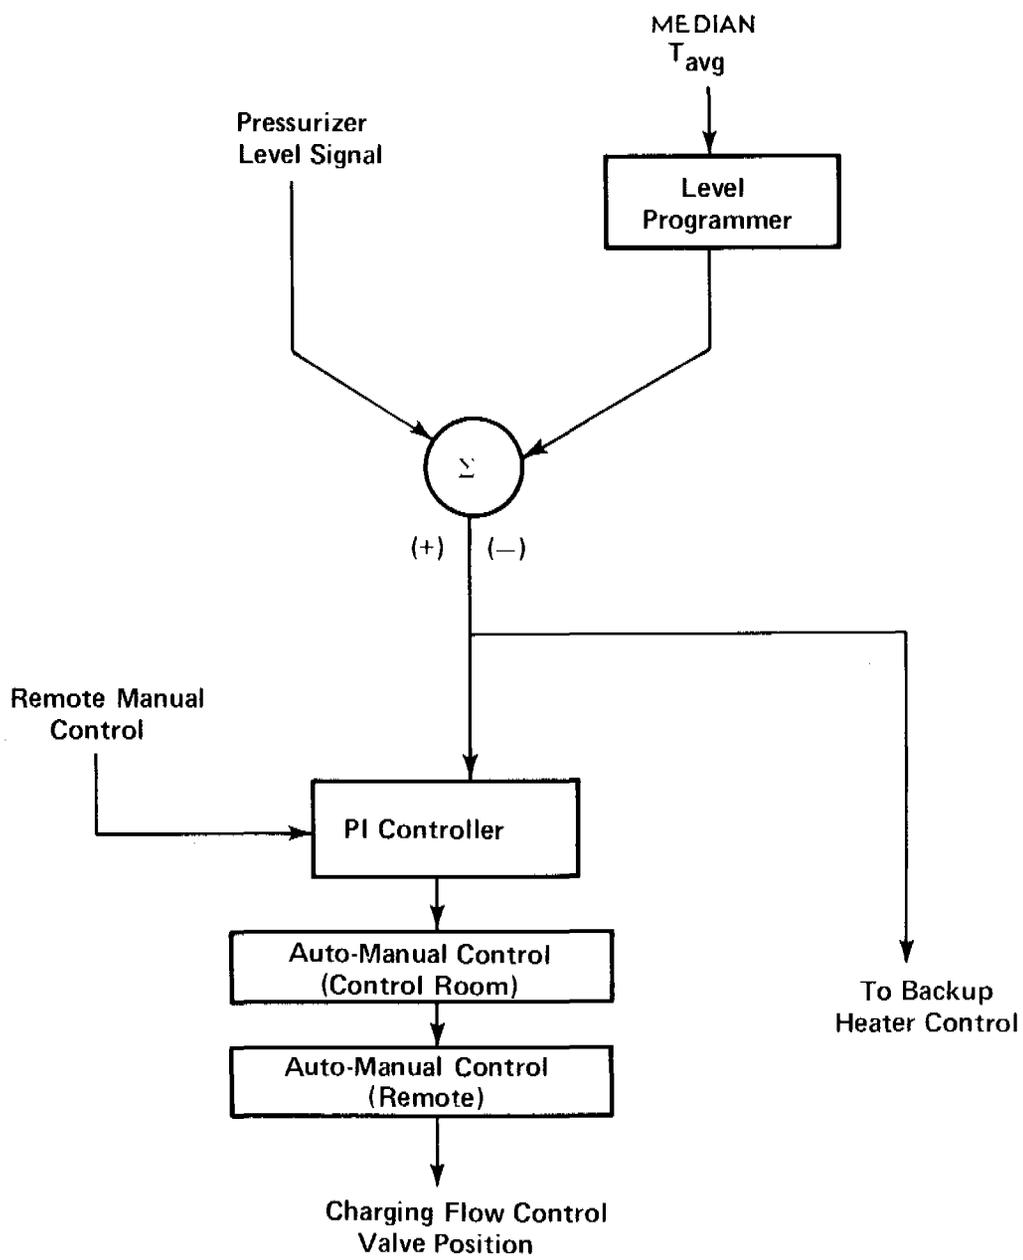 MEDIAN
Tavg
Pressurizer
Level Signal
Level
Programmer
Σ
(+) (—)
Remote Manual
Control
PI Controller
Auto-Manual Control
(Control Room)
To Backup
Heater Control
Auto-Manual Control
(Remote)
Charging Flow Control
Valve Position